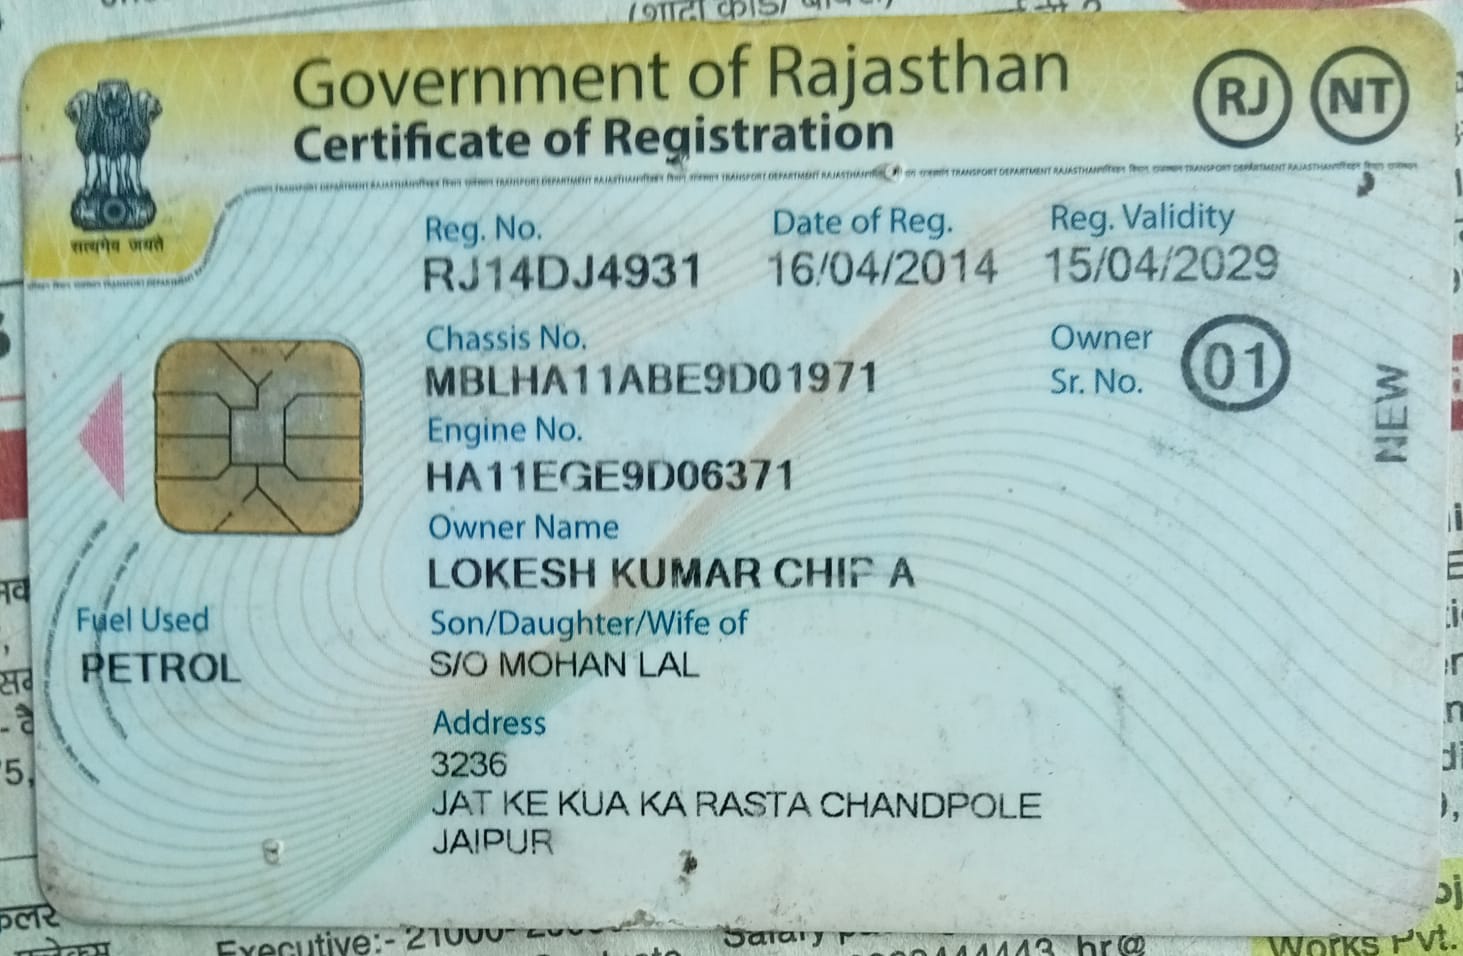 Government of Rajasthan
Certificate of Registration
RJ NT
सत्यमेव जयते
Reg. No. Date of Reg. Reg. Validity
RJ14DJ4931 16/04/2014 15/04/2029
Chassis No. Owner
MBLHA11ABE9D01971 Sr. No. 01
Engine No.
HA11EGE9D06371
NEW
Owner Name
LOKESH KUMAR CHIP A
Fuel Used Son/Daughter/Wife of
PETROL S/O MOHAN LAL
Address
3236
JAT KE KUA KA RASTA CHANDPOLE
JAIPUR
Executive:- 21000-
Works Pvt.